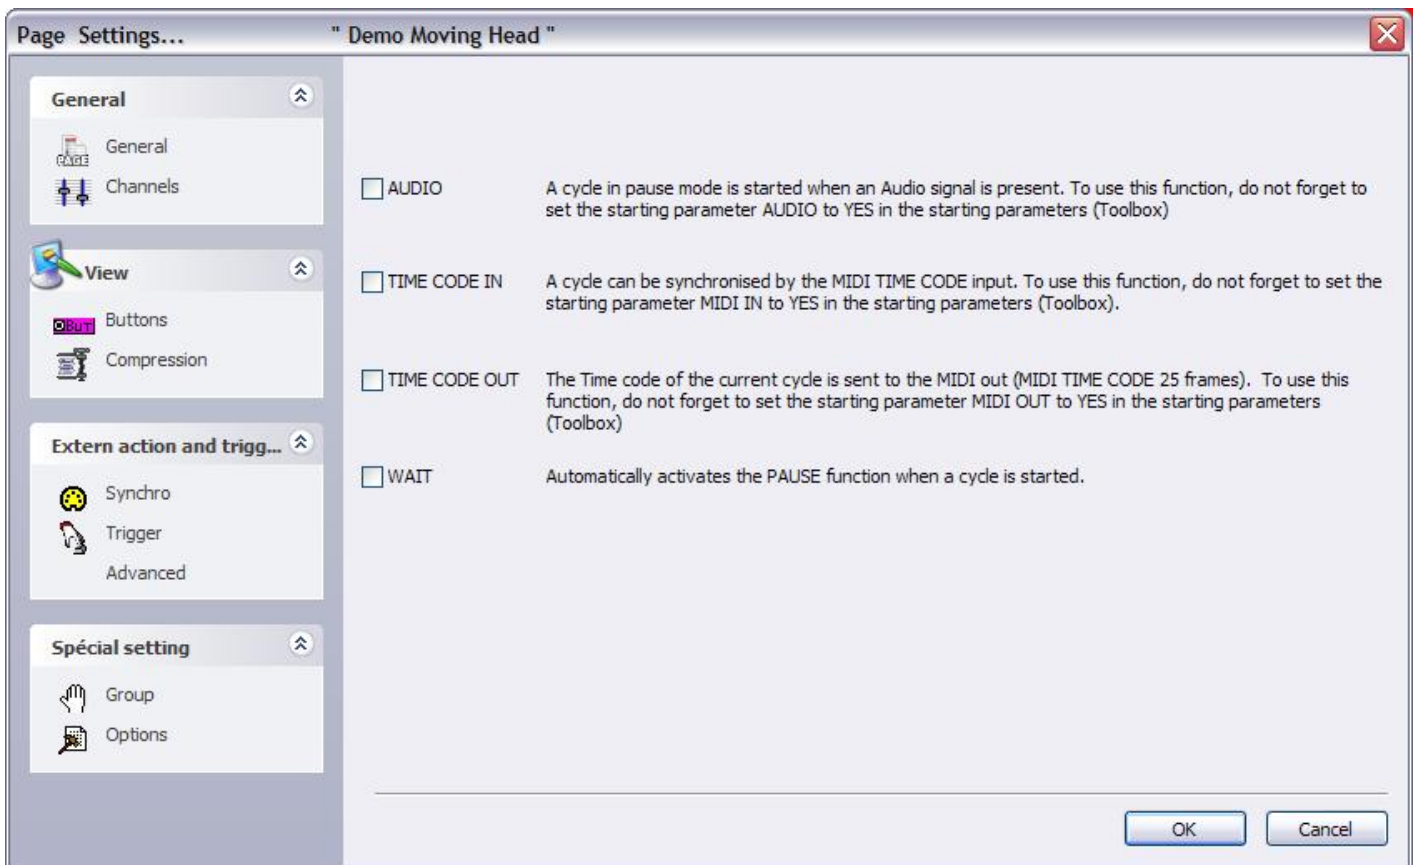 Page Settings... " Demo Moving Head "
General
General
PAGE
Channels
View
Buttons
BUT
Compression
Extern action and trigg...
Synchro
Trigger
Advanced
Spécial setting
Group
Options
AUDIO
A cycle in pause mode is started when an Audio signal is present. To use this function, do not forget to
set the starting parameter AUDIO to YES in the starting parameters (Toolbox)
TIME CODE IN
A cycle can be synchronised by the MIDI TIME CODE input. To use this function, do not forget to set the
starting parameter MIDI IN to YES in the starting parameters (Toolbox).
TIME CODE OUT
The Time code of the current cycle is sent to the MIDI out (MIDI TIME CODE 25 frames). To use this
function, do not forget to set the starting parameter MIDI OUT to YES in the starting parameters
(Toolbox)
WAIT
Automatically activates the PAUSE function when a cycle is started.
OK
Cancel